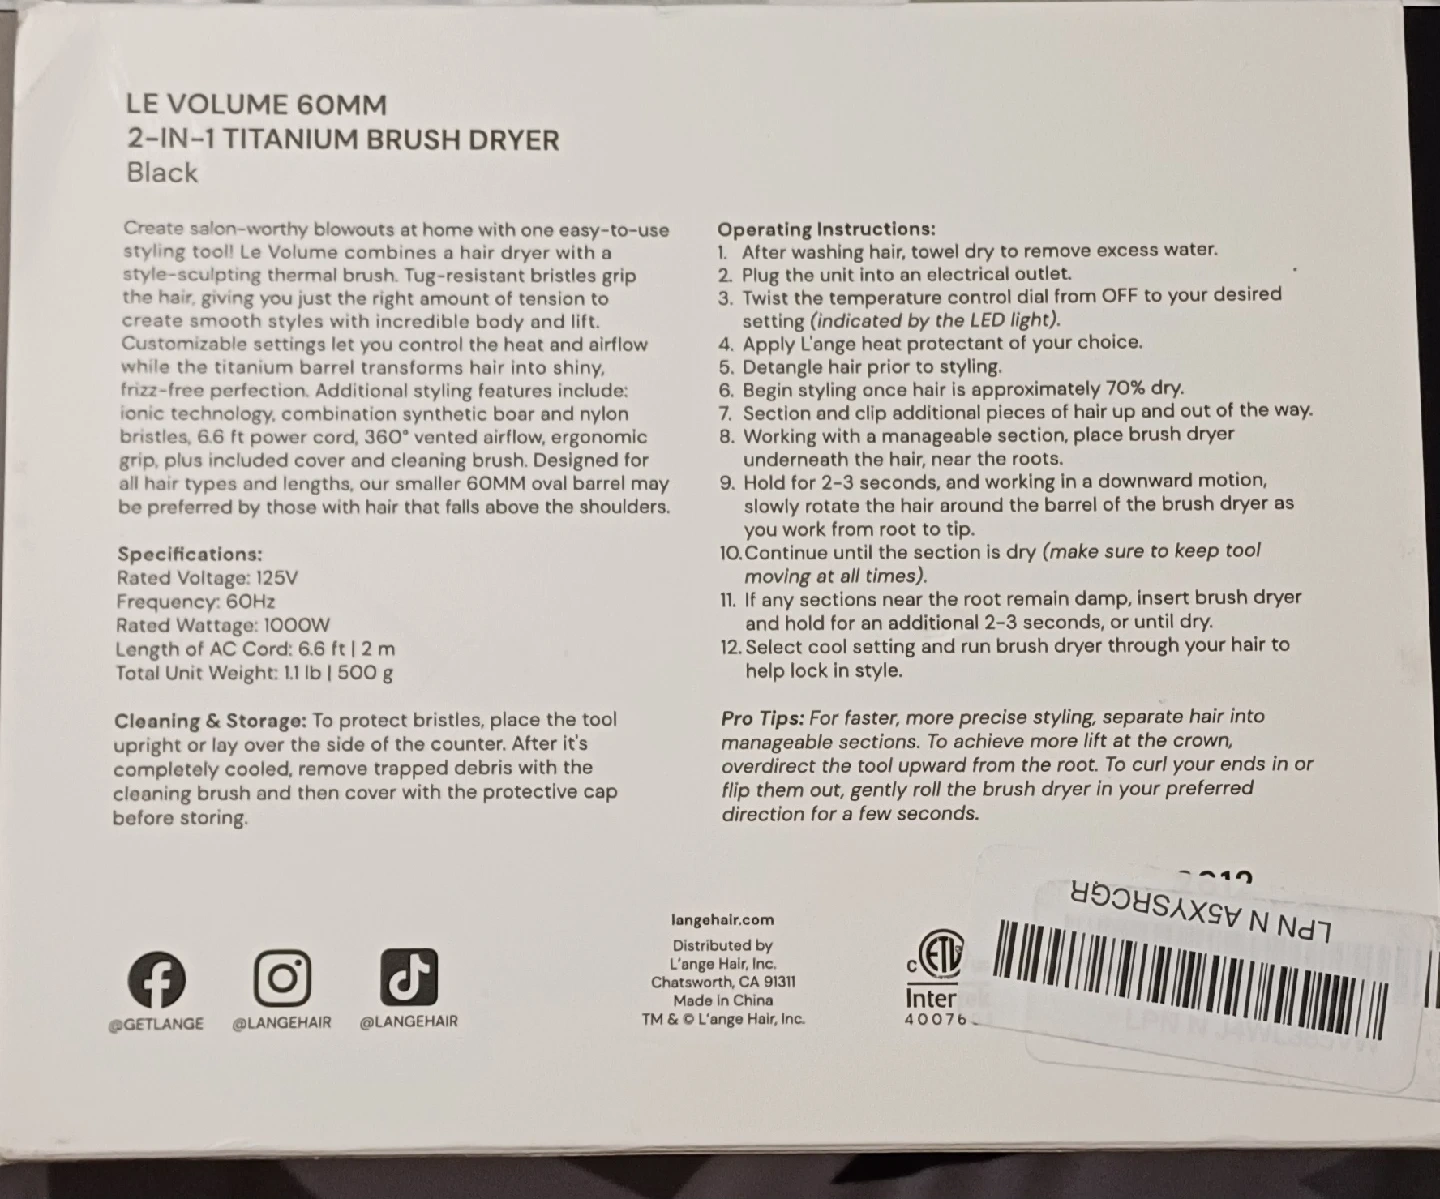 LE VOLUME 60MM
2-IN-1 TITANIUM BRUSH DRYER
Black
Create salon-worthy blowouts at home with one easy-to-use
styling tool! Le Volume combines a hair dryer with a
style-sculpting thermal brush. Tug-resistant bristles grip
the hair, giving you just the right amount of tension to
create smooth styles with incredible body and lift.
Customizable settings let you control the heat and airflow
while the titanium barrel transforms hair into shiny,
frizz-free perfection. Additional styling features include:
ionic technology, combination synthetic boar and nylon
bristles, 6.6 ft power cord, 360° vented airflow, ergonomic
grip, plus included cover and cleaning brush. Designed for
all hair types and lengths, our smaller 60MM oval barrel may
be preferred by those with hair that falls above the shoulders.
Specifications:
Rated Voltage: 125V
Frequency: 60Hz
Rated Wattage: 1000W
Length of AC Cord: 6.6 ft | 2 m
Total Unit Weight: 1.1 lb | 500 g
Cleaning & Storage: To protect bristles, place the tool
upright or lay over the side of the counter. After it's
completely cooled, remove trapped debris with the
cleaning brush and then cover with the protective cap
before storing.
Operating Instructions:
1. After washing hair, towel dry to remove excess water.
2. Plug the unit into an electrical outlet.
3. Twist the temperature control dial from OFF to your desired
setting (indicated by the LED light).
4. Apply L'ange heat protectant of your choice.
5. Detangle hair prior to styling.
6. Begin styling once hair is approximately 70% dry.
7. Section and clip additional pieces of hair up and out of the way.
8. Working with a manageable section, place brush dryer
underneath the hair, near the roots.
9. Hold for 2-3 seconds, and working in a downward motion,
slowly rotate the hair around the barrel of the brush dryer as
you work from root to tip.
10. Continue until the section is dry (make sure to keep tool
moving at all times).
11. If any sections near the root remain damp, insert brush dryer
and hold for an additional 2-3 seconds, or until dry.
12. Select cool setting and run brush dryer through your hair to
help lock in style.
Pro Tips: For faster, more precise styling, separate hair into
manageable sections. To achieve more lift at the crown,
overdirect the tool upward from the root. To curl your ends in or
flip them out, gently roll the brush dryer in your preferred
direction for a few seconds.
@GETLANGE
@LANGEHAIR
@LANGEHAIR
langehair.com
Distributed by
L'ange Hair, Inc.
Chatsworth, CA 91311
Made in China
TM & © L'ange Hair, Inc.
c ETL
Inter
40076
LPN N A5XYSRCGR